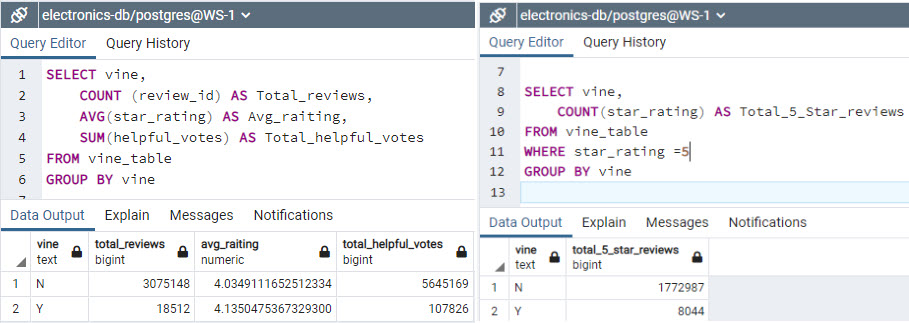 electronics-db/postgres@WS-1
Query Editor Query History
1 SELECT vine,
2 COUNT (review_id) AS Total_reviews,
3 AVG(star_rating) AS Avg_raiting,
4 SUM(helpful_votes) AS Total_helpful_votes
5 FROM vine_table
6 GROUP BY vine
Data Output Explain Messages Notifications
vine text total_reviews bigint avg_raiting numeric total_helpful_votes bigint
1 N 3075148 4.0349111652512334 5645169
2 Y 18512 4.1350475367329300 107826
electronics-db/postgres@WS-1
Query Editor Query History
7
8 SELECT vine,
9 COUNT(star_rating) AS Total_5_Star_reviews
10 FROM vine_table
11 WHERE star_rating =5
12 GROUP BY vine
13
Data Output Explain Messages Notifications
vine text total_5_star_reviews bigint
1 N 1772987
2 Y 8044